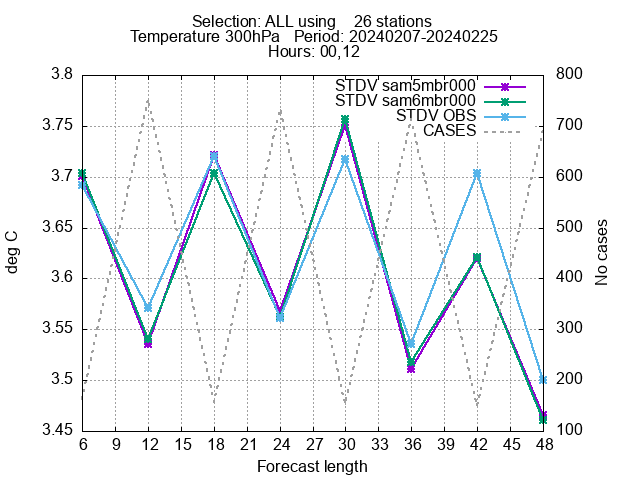 Selection: ALL using    26 stations
Temperature 300hPa   Period: 20240207-20240225
Hours: 00,12
STDV sam5mbr000
STDV sam6mbr000
STDV OBS
CASES
3.8
3.75
3.7
3.65
3.6
3.55
3.5
3.45
deg C
800
700
600
500
400
300
200
100
No cases
6 9 12 15 18 21 24 27 30 33 36 39 42 45 48
Forecast length